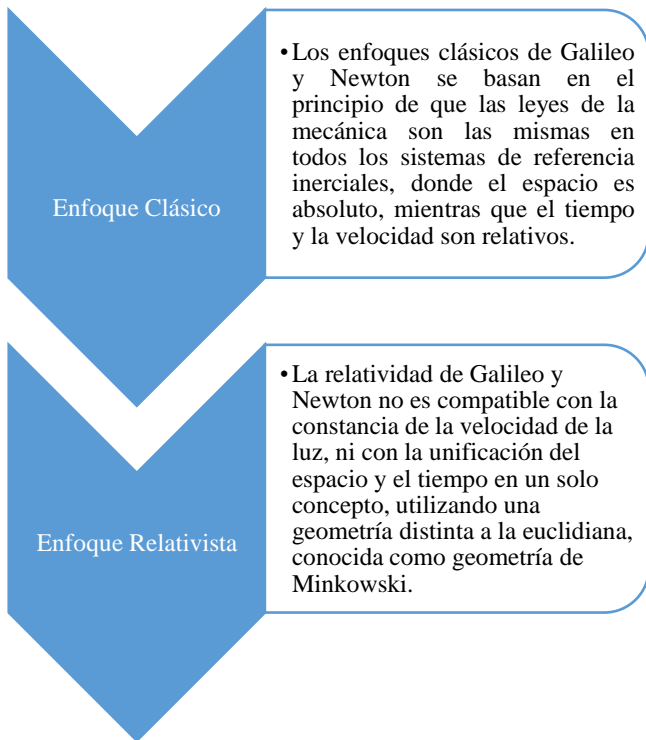 Enfoque Clásico
•Los enfoques clásicos de Galileo
y Newton se basan en el
principio de que las leyes de la
mecánica son las mismas en
todos los sistemas de referencia
inerciales, donde el espacio es
absoluto, mientras que el tiempo
y la velocidad son relativos.
Enfoque Relativista
•La relatividad de Galileo y
Newton no es compatible con la
constancia de la velocidad de la
luz, ni con la unificación del
espacio y el tiempo en un solo
concepto, utilizando una
geometría distinta a la euclidiana,
conocida como geometría de
Minkowski.